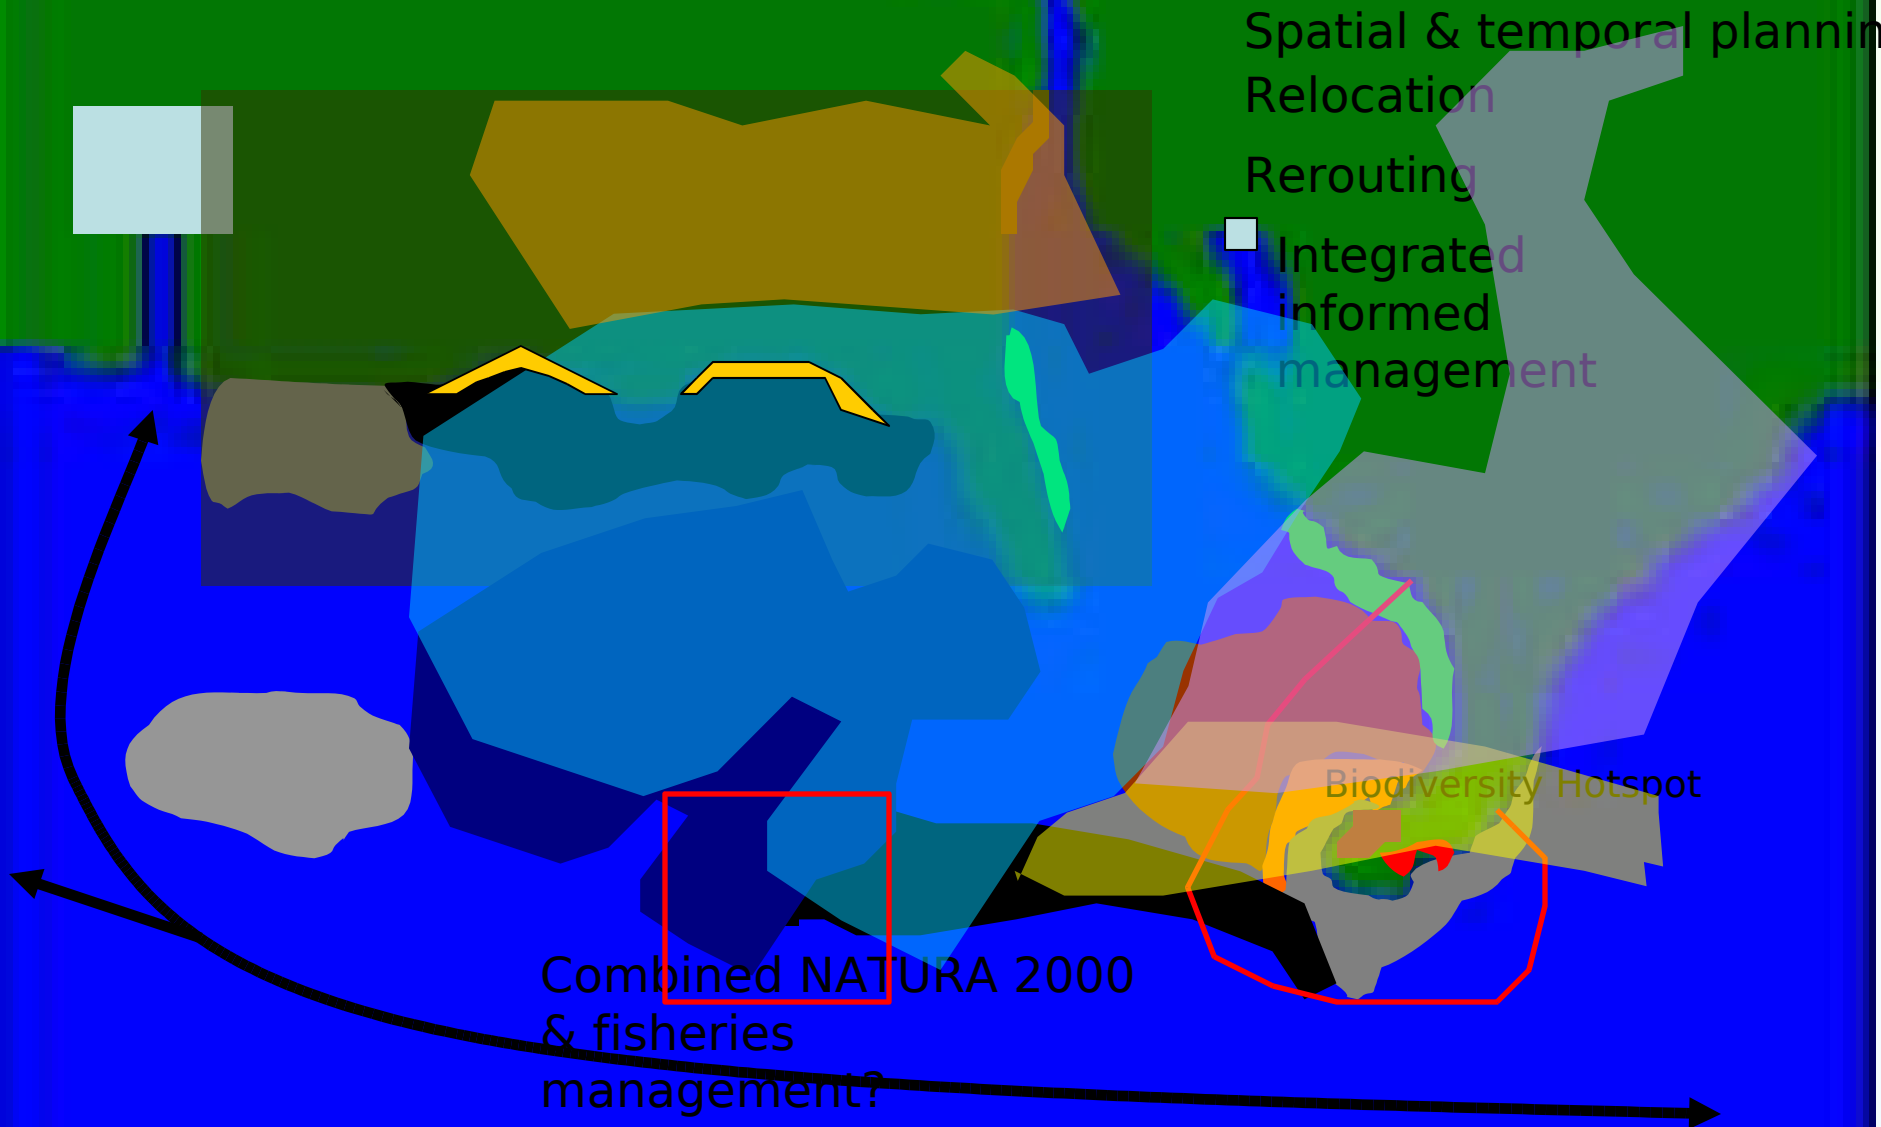 Spatial & temporal plannin
Relocation
Rerouting
Integrated
informed
management
Biodiversity Hotspot
Combined NATURA 2000
& fisheries
management?